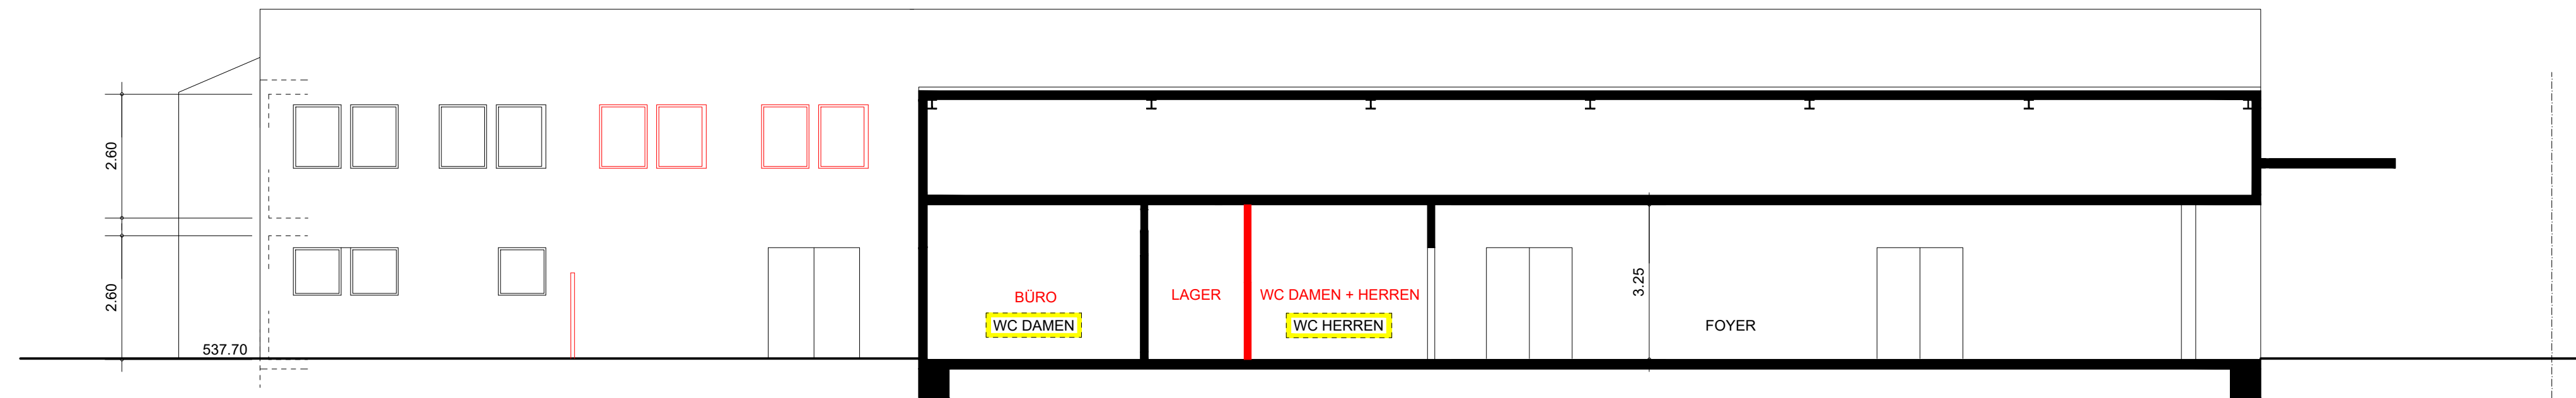 2.60
2.60
537.70
BÜRO
WC DAMEN
LAGER
WC DAMEN + HERREN
WC HERREN
3.25
FOYER